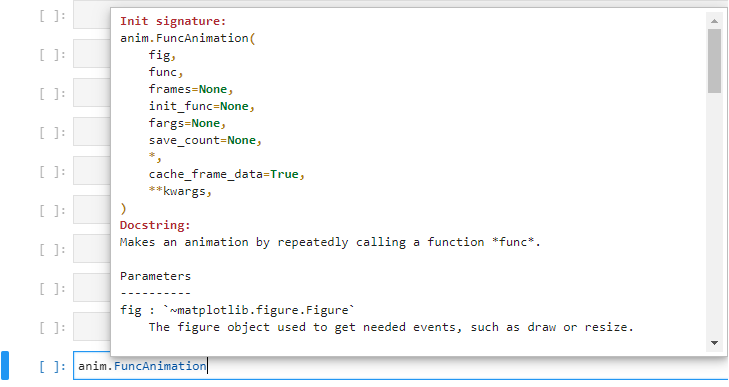 [ ]:
[ ]:
[ ]:
[ ]:
[ ]:
[ ]:
[ ]:
[ ]:
[ ]:
Init signature:
anim.FuncAnimation(
    fig,
    func,
    frames=None,
    init_func=None,
    fargs=None,
    save_count=None,
    *,
    cache_frame_data=True,
    **kwargs,
)
Docstring:
Makes an animation by repeatedly calling a function *func*.

Parameters
----------
fig : `~matplotlib.figure.Figure`
    The figure object used to get needed events, such as draw or resize.
[ ]: anim.FuncAnimation